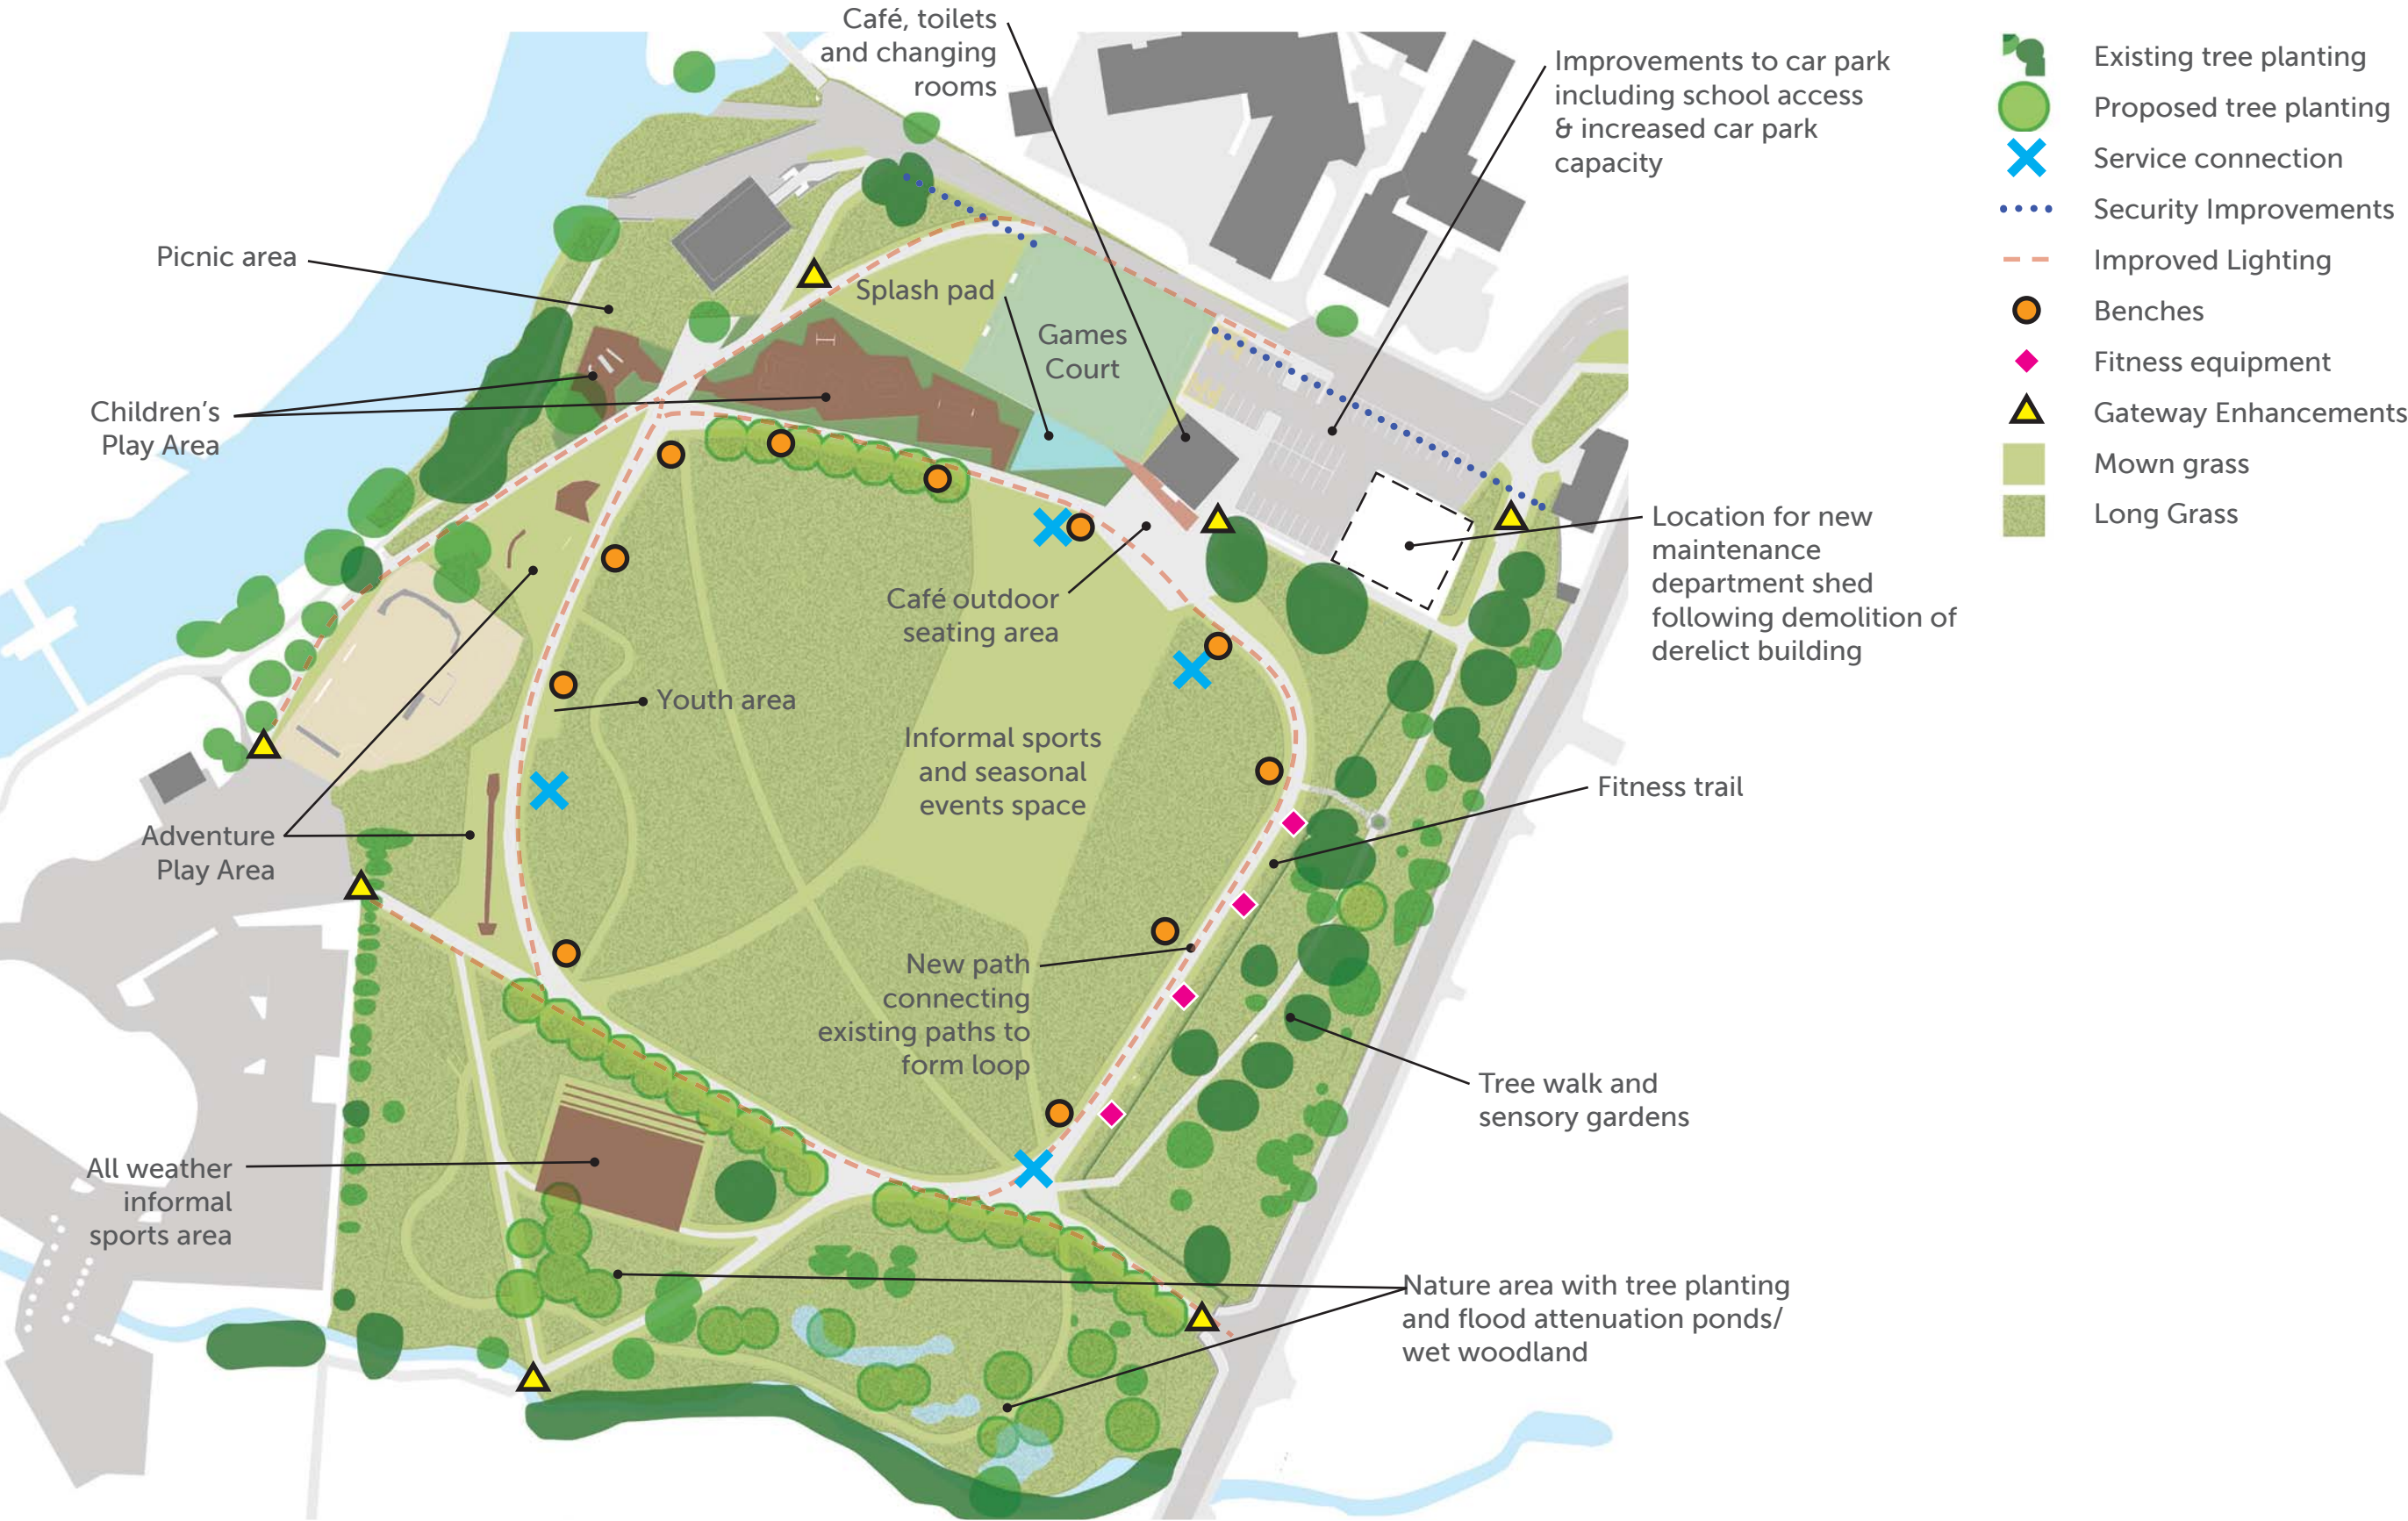 Café, toilets
and changing
rooms
Improvements to car park
including school access
& increased car park
capacity
Picnic area
Splash pad
Games
Court
Children's
Play Area
Location for new
maintenance
department shed
following demolition of
derelict building
Café outdoor
seating area
Youth area
Informal sports
and seasonal
events space
Fitness trail
Adventure
Play Area
New path
connecting
existing paths to
form loop
Tree walk and
sensory gardens
All weather
informal
sports area
Nature area with tree planting
and flood attenuation ponds/
wet woodland
Existing tree planting
Proposed tree planting
Service connection
Security Improvements
Improved Lighting
Benches
Fitness equipment
Gateway Enhancements
Mown grass
Long Grass